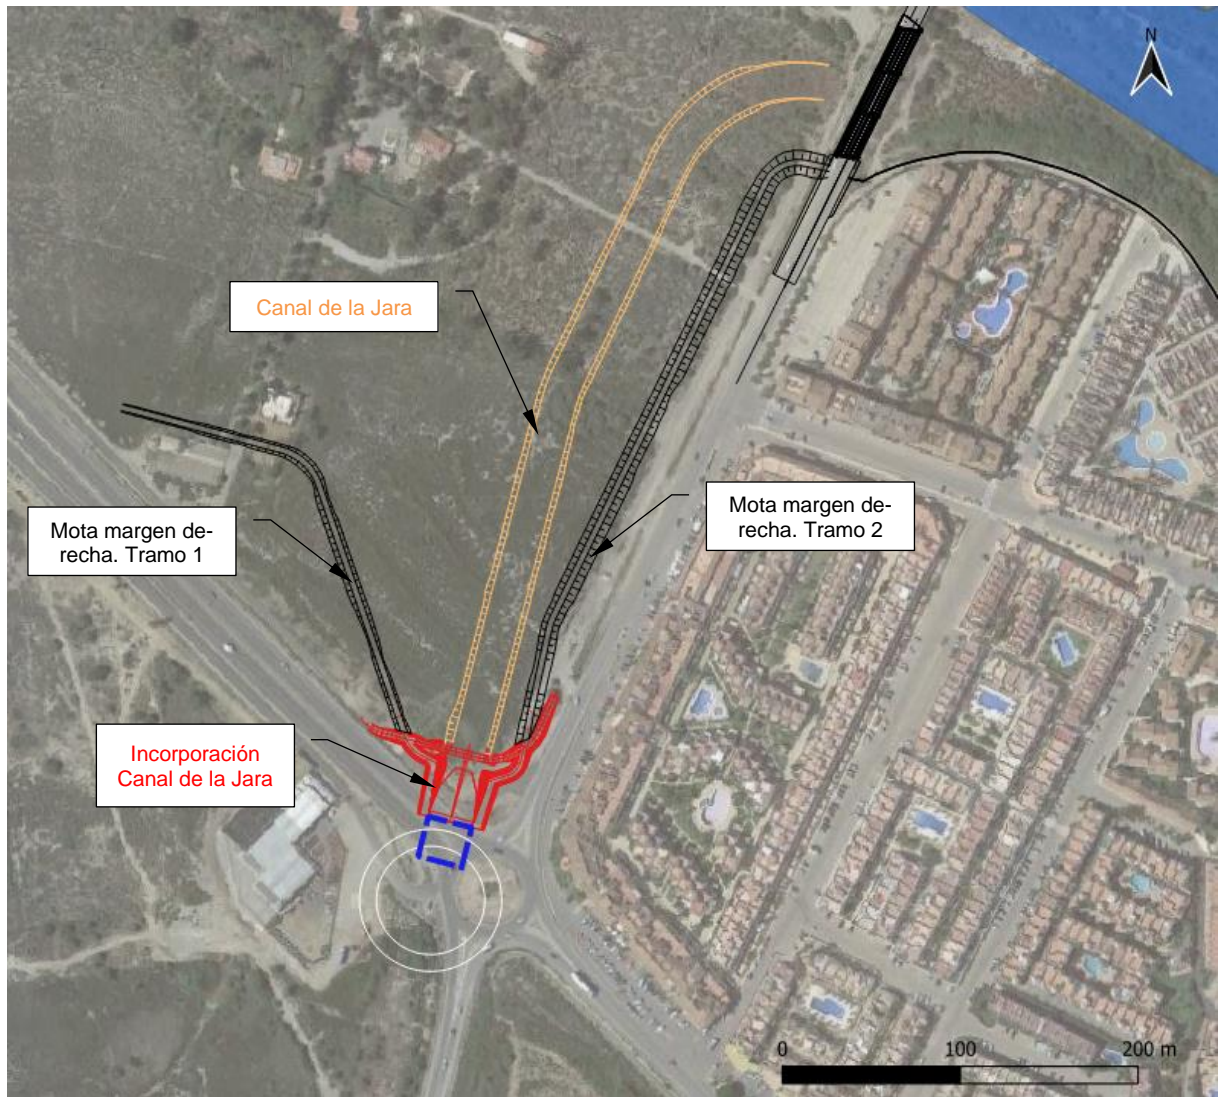 N
Canal de la Jara
Mota margen de-
recha. Tramo 1
Mota margen de-
recha. Tramo 2
Incorporación
Canal de la Jara
0 100 200 m